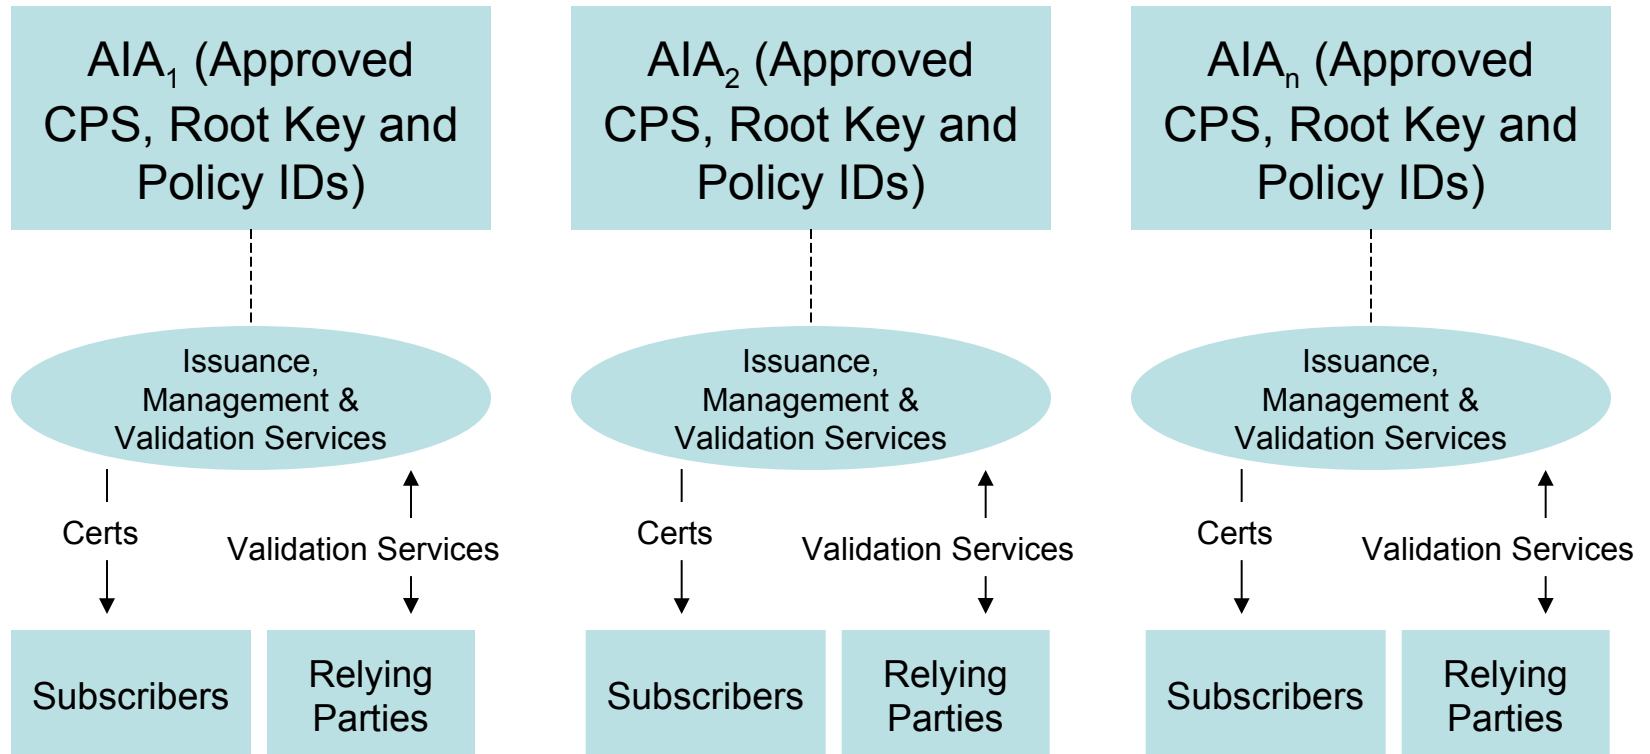 AIA1 (Approved
CPS, Root Key and
Policy IDs)
AIA2 (Approved
CPS, Root Key and
Policy IDs)
AIAn (Approved
CPS, Root Key and
Policy IDs)
Issuance,
Management &
Validation Services
Issuance,
Management &
Validation Services
Issuance,
Management &
Validation Services
Certs
Validation Services
Certs
Validation Services
Certs
Validation Services
Subscribers
Relying
Parties
Subscribers
Relying
Parties
Subscribers
Relying
Parties